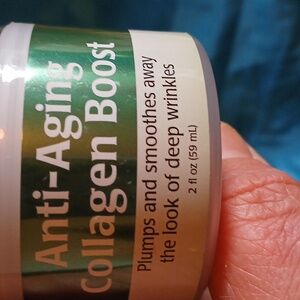 Anti-Aging
Collagen Boost
Plumps and smoothes away
the look of deep wrinkles
2 fl oz (59 mL)